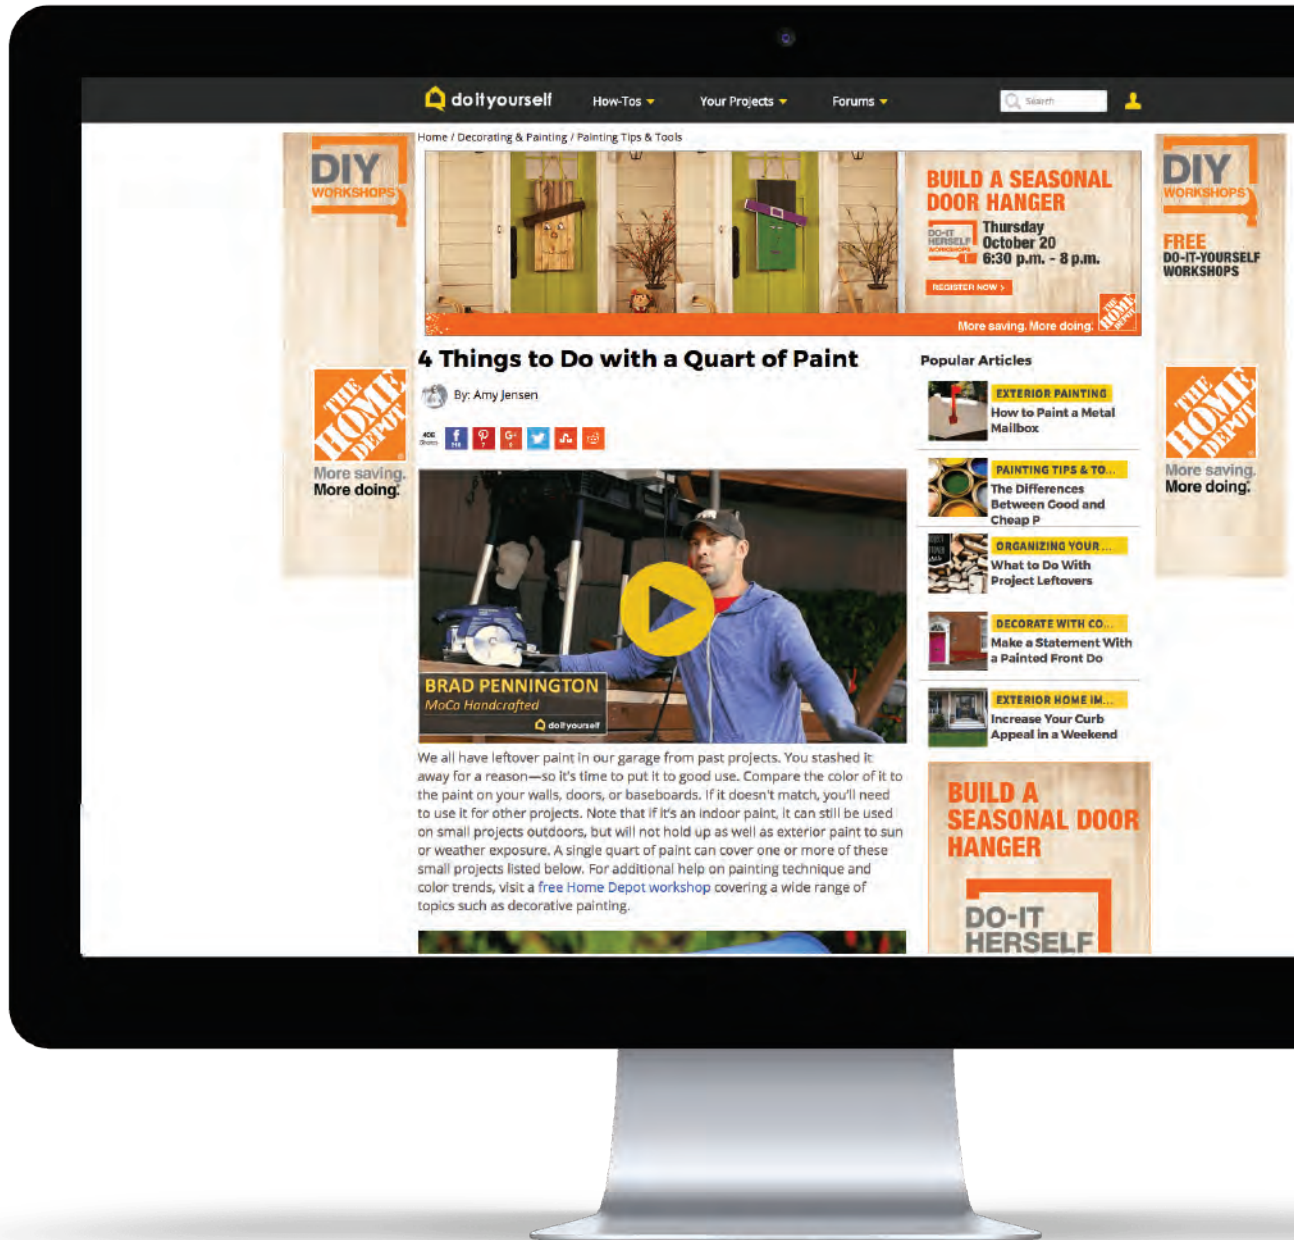 doityourself
How-Tos
Your Projects
Forums
Search
Home / Decorating & Painting / Painting Tips & Tools
DIY
WORKSHOPS
THE
HOME
DEPOT
More saving.
More doing.
BUILD A SEASONAL
DOOR HANGER
DO-IT
HERSELF
WORKSHOPS
Thursday
October 20
6:30 p.m. - 8 p.m.
REGISTER NOW >
More saving. More doing.
THE
HOME
DEPOT
DIY
WORKSHOPS
FREE
DO-IT-YOURSELF
WORKSHOPS
THE
HOME
DEPOT
More saving.
More doing.
4 Things to Do with a Quart of Paint
By: Amy Jensen
406
Shares
BRAD PENNINGTON
MoCo Handcrafted
doityourself
We all have leftover paint in our garage from past projects. You stashed it
away for a reason—so it's time to put it to good use. Compare the color of it to
the paint on your walls, doors, or baseboards. If it doesn't match, you'll need
to use it for other projects. Note that if it's an indoor paint, it can still be used
on small projects outdoors, but will not hold up as well as exterior paint to sun
or weather exposure. A single quart of paint can cover one or more of these
small projects listed below. For additional help on painting technique and
color trends, visit a free Home Depot workshop covering a wide range of
topics such as decorative painting.
Popular Articles
EXTERIOR PAINTING
How to Paint a Metal
Mailbox
PAINTING TIPS & TO...
The Differences
Between Good and
Cheap P
ORGANIZING YOUR ...
What to Do With
Project Leftovers
DECORATE WITH CO...
Make a Statement With
a Painted Front Do
EXTERIOR HOME IM...
Increase Your Curb
Appeal in a Weekend
BUILD A
SEASONAL DOOR
HANGER
DO-IT
HERSELF